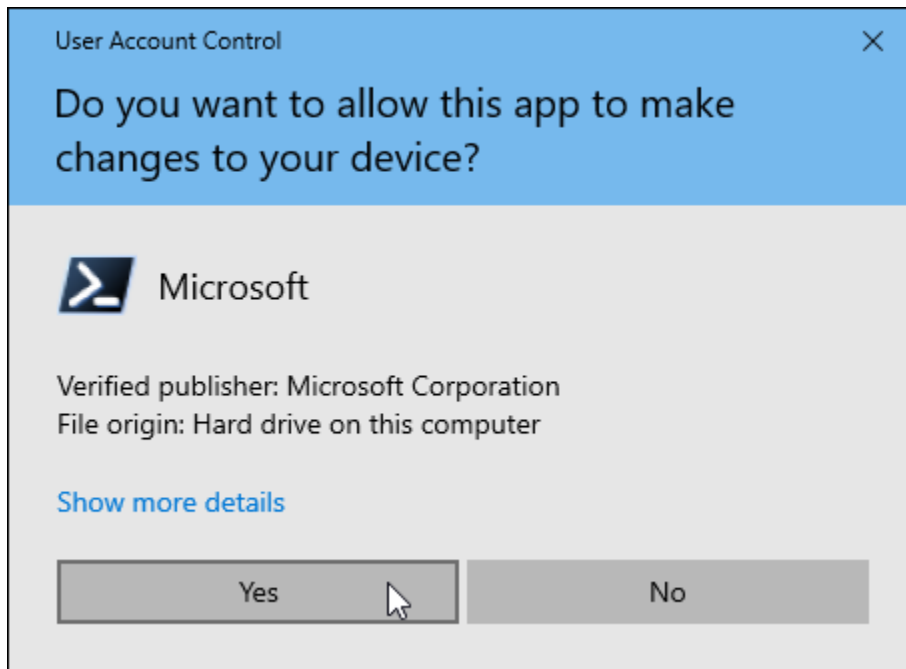 User Account Control
Do you want to allow this app to make
changes to your device?
Microsoft
Verified publisher: Microsoft Corporation
File origin: Hard drive on this computer
Show more details
Yes
No